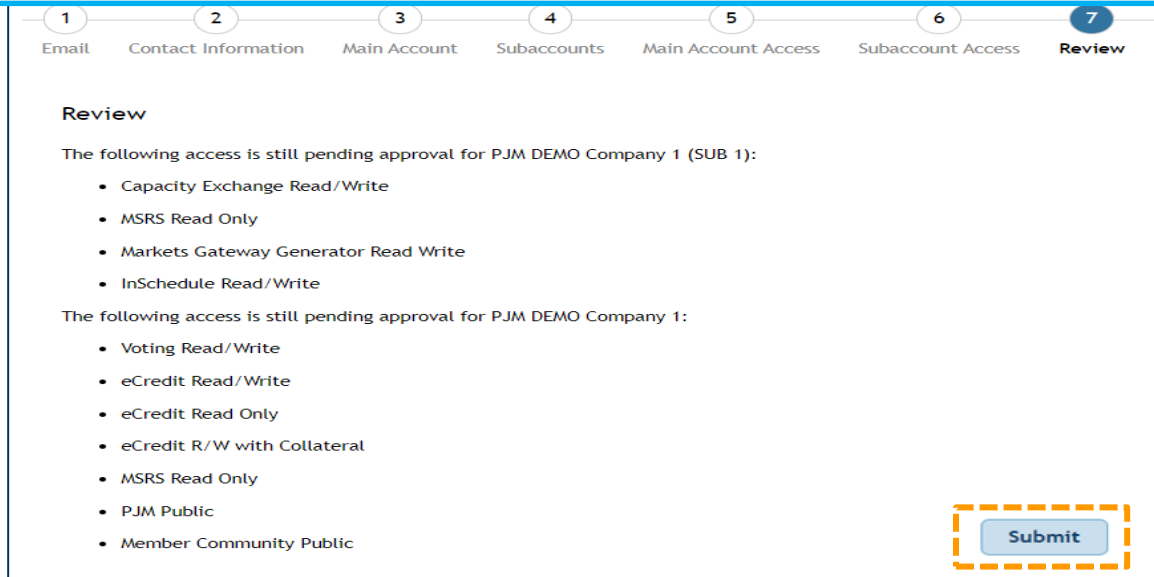 1 2 3 4 5 6 7
Email Contact Information Main Account Subaccounts Main Account Access Subaccount Access Review
Review
The following access is still pending approval for PJM DEMO Company 1 (SUB 1):
• Capacity Exchange Read/Write
• MSRS Read Only
• Markets Gateway Generator Read Write
• InSchedule Read/Write
The following access is still pending approval for PJM DEMO Company 1:
• Voting Read/Write
• eCredit Read/Write
• eCredit Read Only
• eCredit R/W with Collateral
• MSRS Read Only
• PJM Public
• Member Community Public
Submit